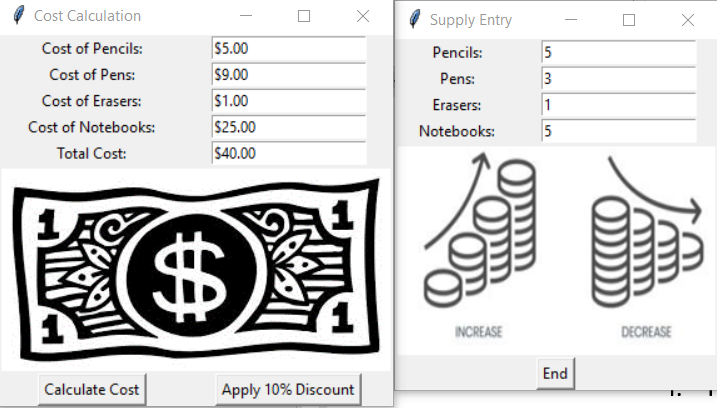 Cost Calculation
Cost of Pencils: $5.00
Cost of Pens: $9.00
Cost of Erasers: $1.00
Cost of Notebooks: $25.00
Total Cost: $40.00
1 1
$
1 1
Calculate Cost Apply 10% Discount
Supply Entry
Pencils: 5
Pens: 3
Erasers: 1
Notebooks: 5
INCREASE DECREASE
End